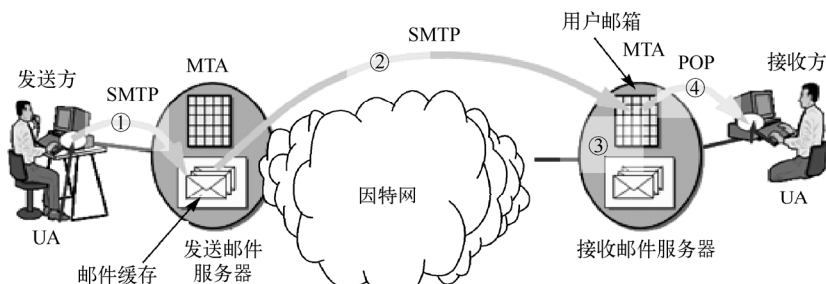 用户邮箱
SMTP
MTA
发送方
MTA
②
POP
接收方
SMTP
④
①
③
因特网
UA
UA
发送邮件
服务器
接收邮件服务器
邮件缓存